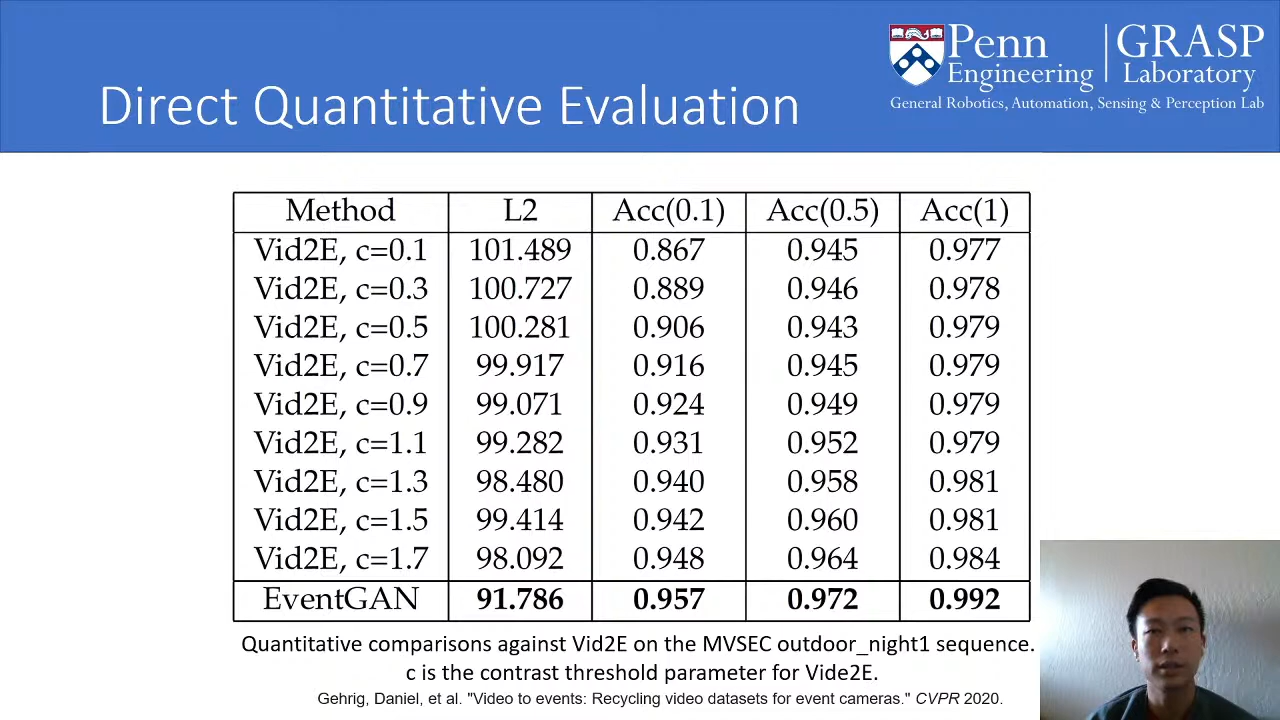 Penn Engineering
GRASP Laboratory
General Robotics, Automation, Sensing & Perception Lab
Direct Quantitative Evaluation
Method L2 Acc(0.1) Acc(0.5) Acc(1)
Vid2E, c=0.1 101.489 0.867 0.945 0.977
Vid2E, c=0.3 100.727 0.889 0.946 0.978
Vid2E, c=0.5 100.281 0.906 0.943 0.979
Vid2E, c=0.7 99.917 0.916 0.945 0.979
Vid2E, c=0.9 99.071 0.924 0.949 0.979
Vid2E, c=1.1 99.282 0.931 0.952 0.979
Vid2E, c=1.3 98.480 0.940 0.958 0.981
Vid2E, c=1.5 99.414 0.942 0.960 0.981
Vid2E, c=1.7 98.092 0.948 0.964 0.984
EventGAN 91.786 0.957 0.972 0.992
Quantitative comparisons against Vid2E on the MVSEC outdoor_night1 sequence.
c is the contrast threshold parameter for Vide2E.
Gehrig, Daniel, et al. "Video to events: Recycling video datasets for event cameras." CVPR 2020.